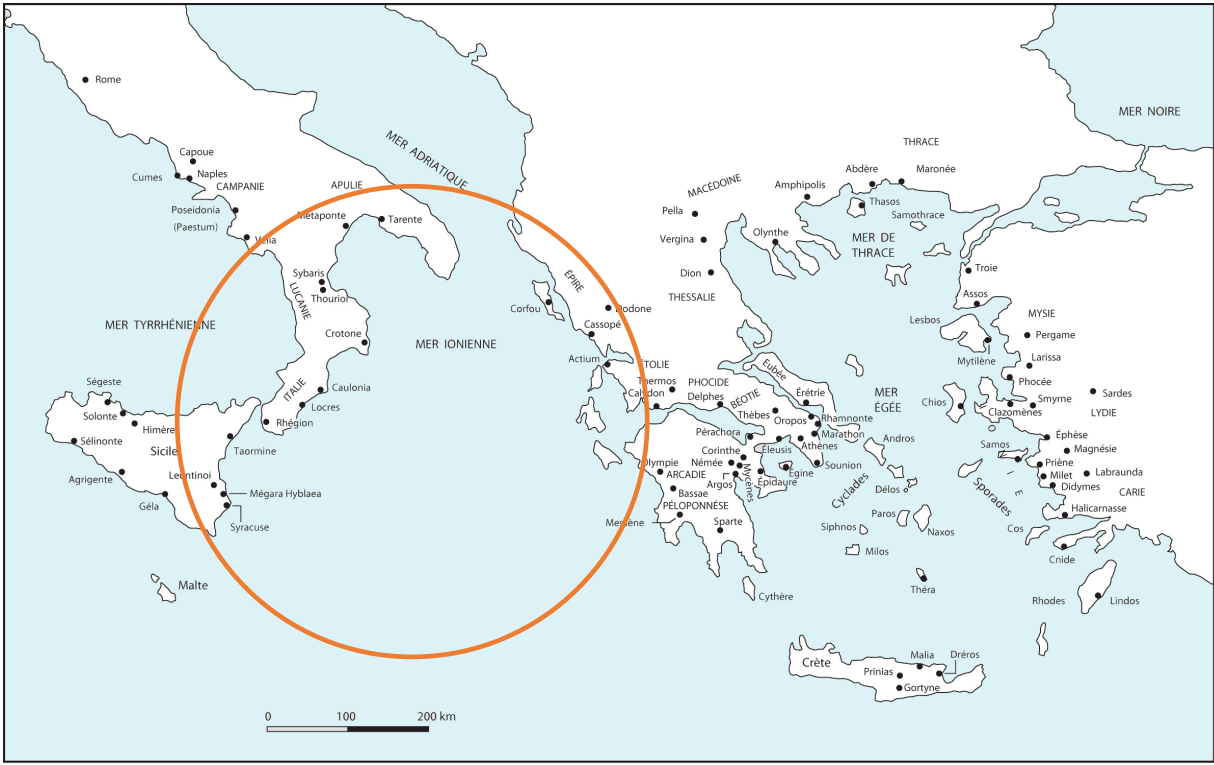 Rome
MER NOIRE
MER ADRIATIQUE
THRACE
Capoue
Cumes
Naples
CAMPANIE
APULIE
MACÉDOINE
Abdère
Maronée
Amphipolis
Poseidonia
(Paestum)
Métaponte
Tarente
Pella
Thasos
Samothrace
Vélia
Vergina
Olynthe
MER DE
THRACE
Sybaris
Thourioï
LUCANIE
ÉPIRE
Dion
Troie
THESSALIE
Assos
Corfou
Dodone
MER TYRRHÉNIENNE
Crotone
MER IONIENNE
Cassopé
Lesbos
MYSIE
Pergame
Mytilène
Actium
ÉTOLIE
Eubée
Larissa
Ségeste
ITALIE
Caulonia
Thermos
PHOCIDE
Phocée
Solonte
Locres
Calydon
Delphes
BÉOTIE
Érétrie
MER
ÉGÉE
Chios
Smyrne
Sardes
Clazomènes
LYDIE
Himère
Rhégion
Thèbes
Oropos
Rhamnonte
Sélinonte
Sicile
Taormine
Pérachora
Marathon
Athènes
Andros
Éphèse
Corinthe
Éleusis
Samos
Magnésie
Olympie
Némée
Sounion
Priène
Agrigente
Leontinoi
ARCADIE
Argos
Mycènes
Égine
Épidaure
Milet
Labraunda
I E
Mégara Hyblaea
Bassae
Délos
Cyclades
Didymes
CARIE
Géla
PÉLOPONNÉSE
Sporades
Halicarnasse
Syracuse
Messène
Sparte
Siphnos
Paros
Naxos
Cos
Milos
Cnide
Malte
Cythère
Théra
Rhodes
Lindos
Crète
Malia
Dréros
Prinias
Gortyne
0 100 200 km